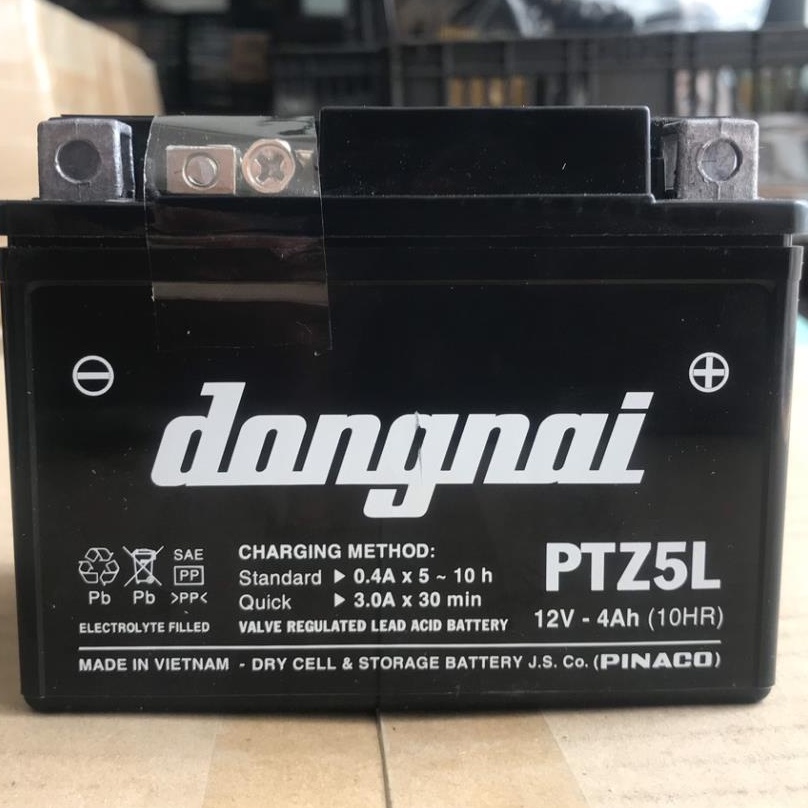 dongnai
SAE
PP
Pb Pb >PP<
ELECTROLYTE FILLED
CHARGING METHOD:
Standard ▶ 0.4A x 5 ~ 10 h
Quick ▶ 3.0A x 30 min
VALVE REGULATED LEAD ACID BATTERY
PTZ5L
12V - 4Ah (10HR)
MADE IN VIETNAM - DRY CELL & STORAGE BATTERY J.S. Co. (PINACO)